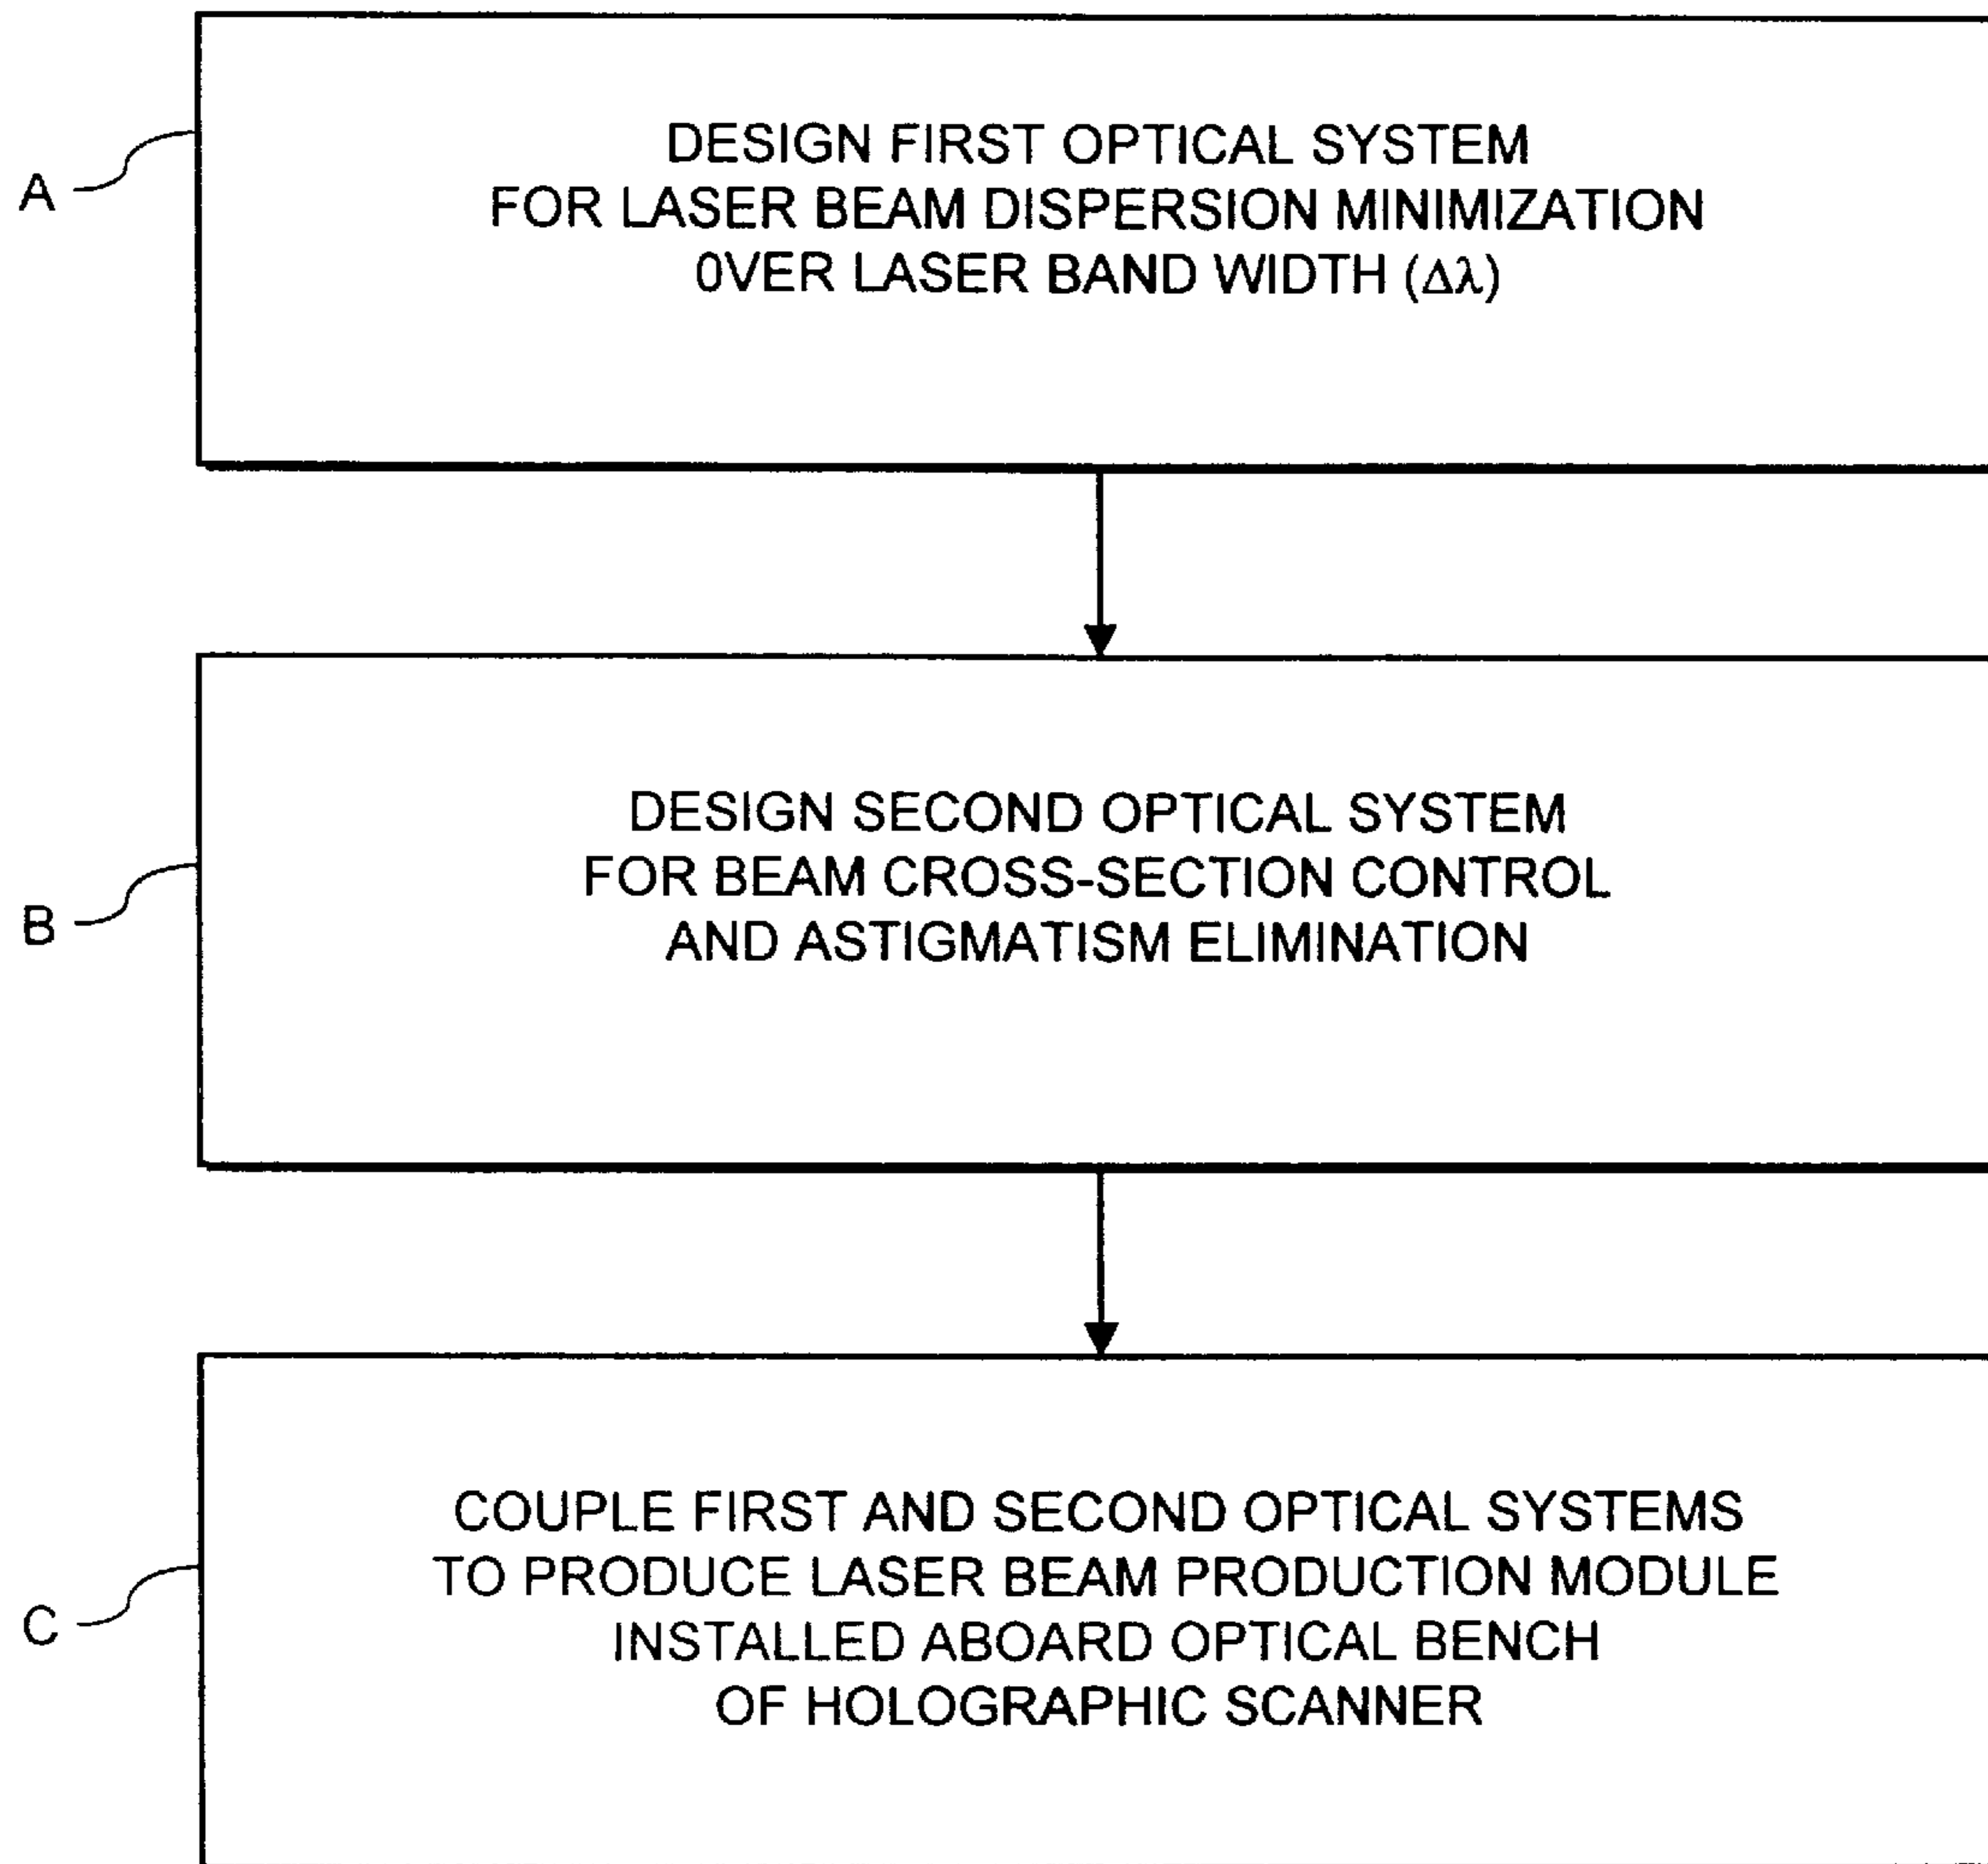 DESIGN FIRST OPTICAL SYSTEM
FOR LASER BEAM DISPERSION MINIMIZATION
OVER LASER BAND WIDTH (Δλ)
A
DESIGN SECOND OPTICAL SYSTEM
FOR BEAM CROSS-SECTION CONTROL
AND ASTIGMATISM ELIMINATION
B
COUPLE FIRST AND SECOND OPTICAL SYSTEMS
TO PRODUCE LASER BEAM PRODUCTION MODULE
INSTALLED ABOARD OPTICAL BENCH
OF HOLOGRAPHIC SCANNER
C